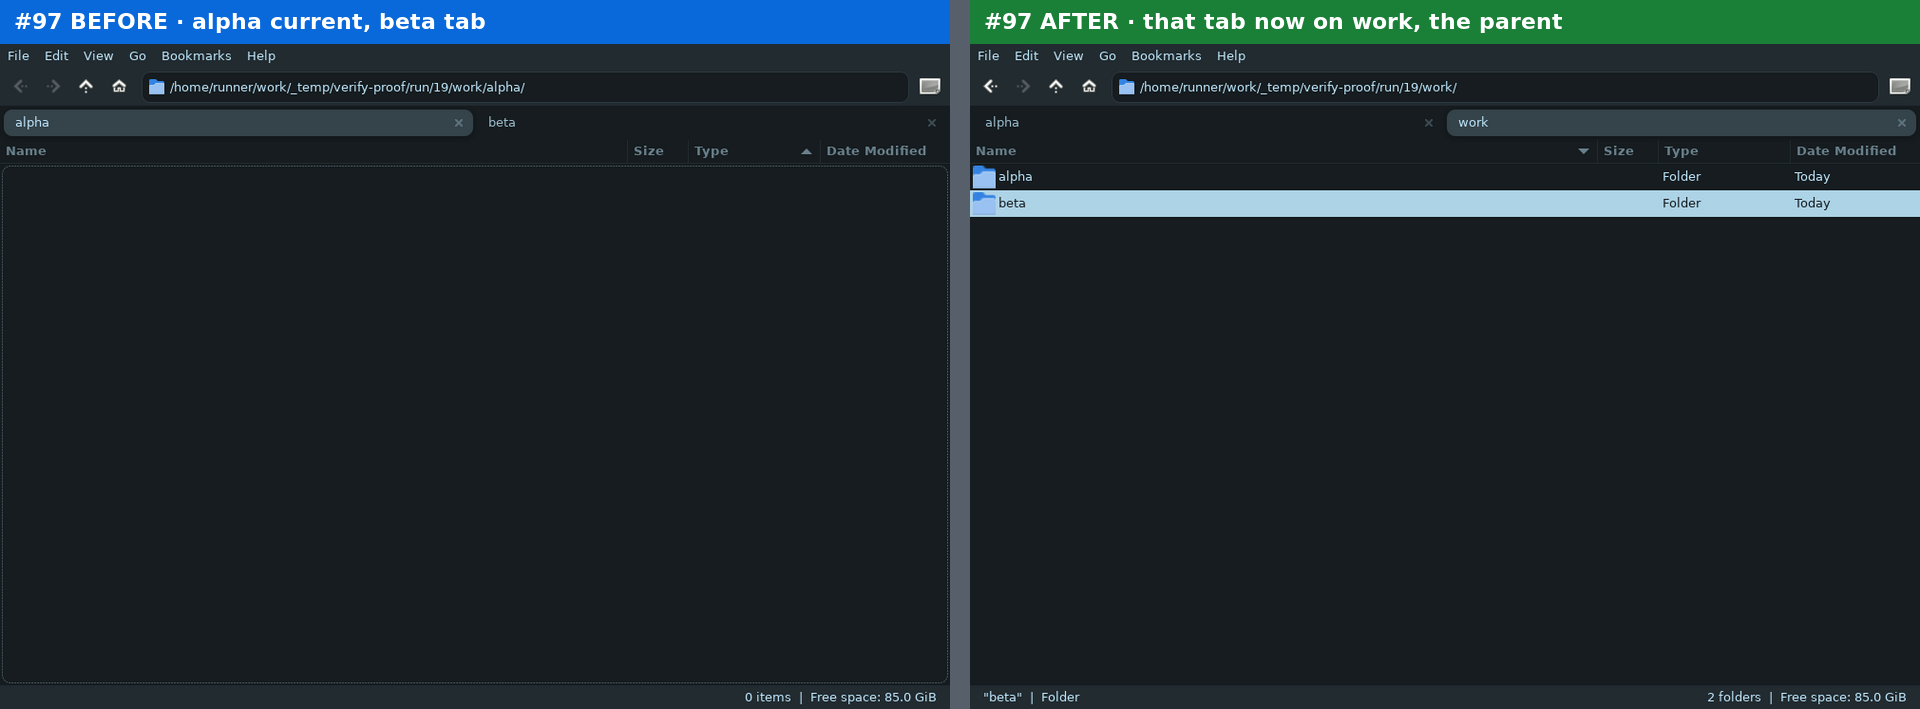 #97 BEFORE · alpha current, beta tab
File Edit View Go Bookmarks Help
/home/runner/work/_temp/verify-proof/run/19/work/alpha/
alpha beta
Name Size Type Date Modified
0 items | Free space: 85.0 GiB
#97 AFTER · that tab now on work, the parent
File Edit View Go Bookmarks Help
/home/runner/work/_temp/verify-proof/run/19/work/
alpha work
Name Size Type Date Modified
alpha Folder Today
beta Folder Today
"beta" | Folder 2 folders | Free space: 85.0 GiB